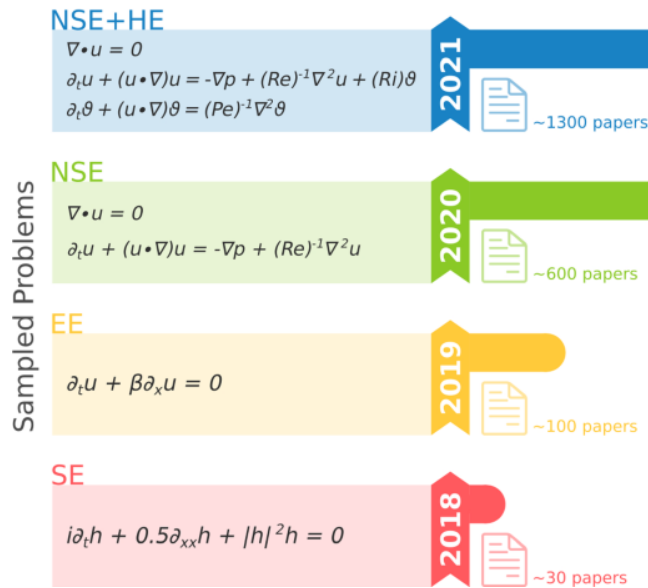 NSE+HE
∇•u = 0
∂ₜu + (u•∇)u = -∇p + (Re)⁻¹∇²u + (Ri)ϑ
∂ₜϑ + (u•∇)ϑ = (Pe)⁻¹∇²ϑ
2021
~1300 papers
NSE
∇•u = 0
∂ₜu + (u•∇)u = -∇p + (Re)⁻¹∇²u
2020
~600 papers
EE
∂ₜu + β∂ₓu = 0
2019
~100 papers
SE
i∂ₜh + 0.5∂ₓₓh + |h|²h = 0
2018
~30 papers
Sampled Problems